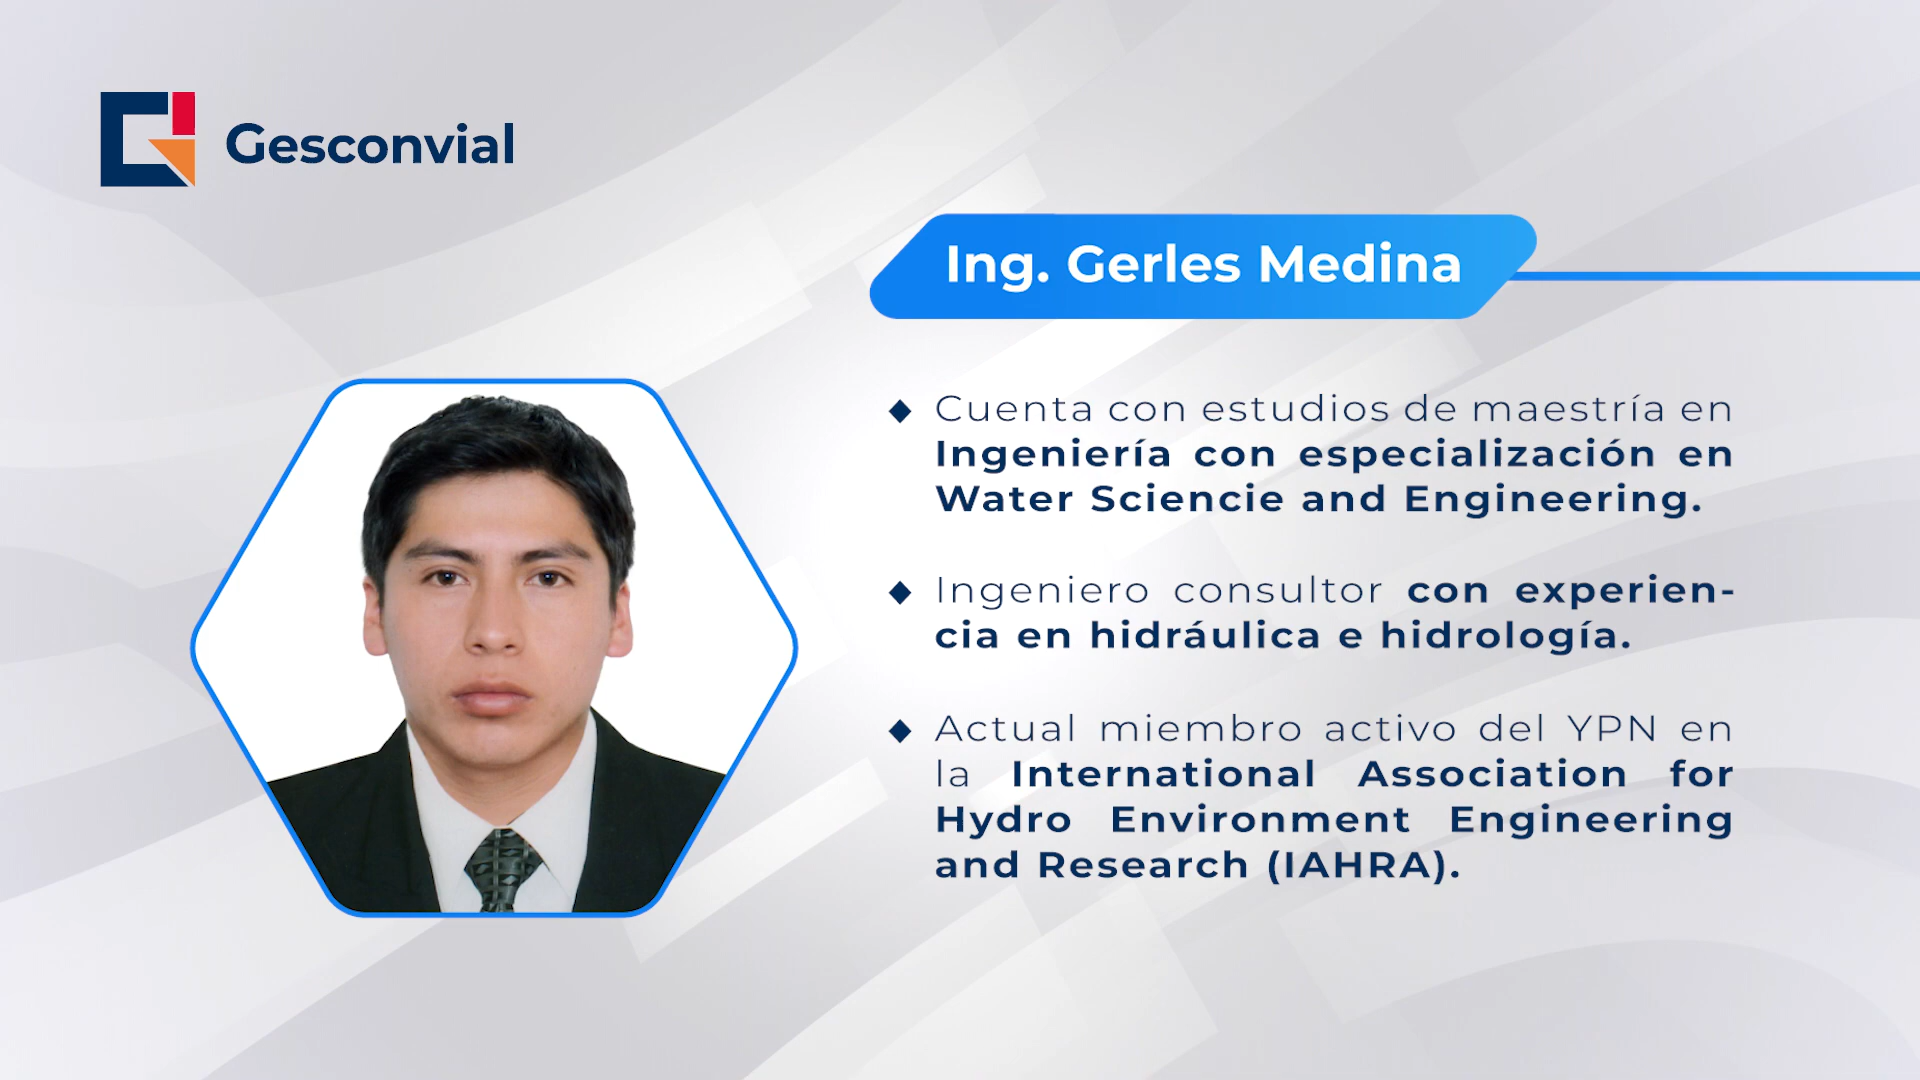 Gesconvial
Ing. Gerles Medina
Cuenta con estudios de maestría en
Ingeniería con especialización en
Water Sciencie and Engineering.
Ingeniero consultor con experien-
cia en hidráulica e hidrología.
Actual miembro activo del YPN en
la International Association for
Hydro Environment Engineering
and Research (IAHRA).